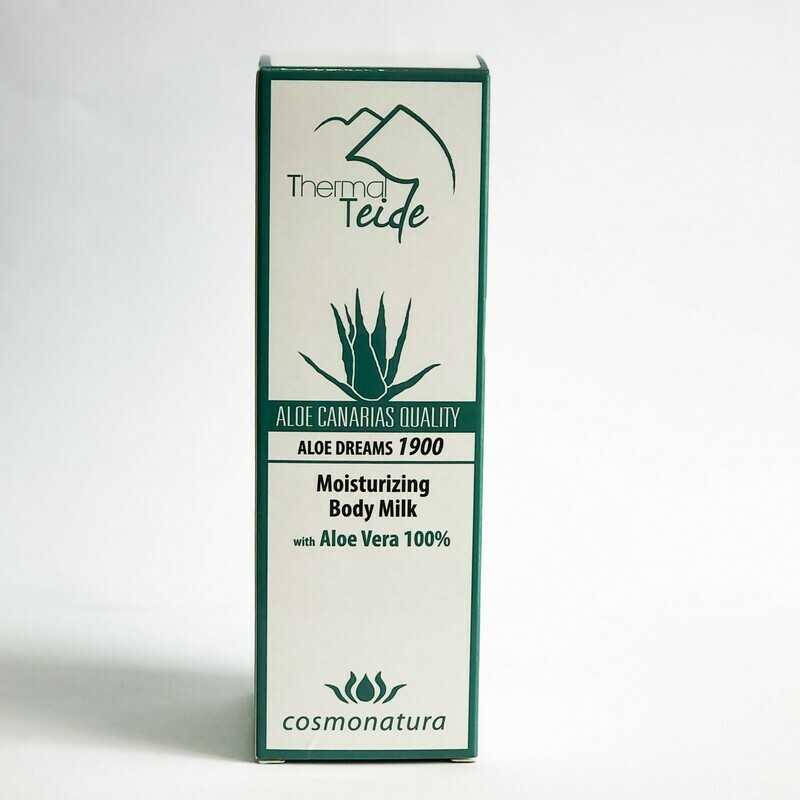 Thermal
Teide
ALOE CANARIAS QUALITY
ALOE DREAMS 1900
Moisturizing
Body Milk
with Aloe Vera 100%
cosmonatura